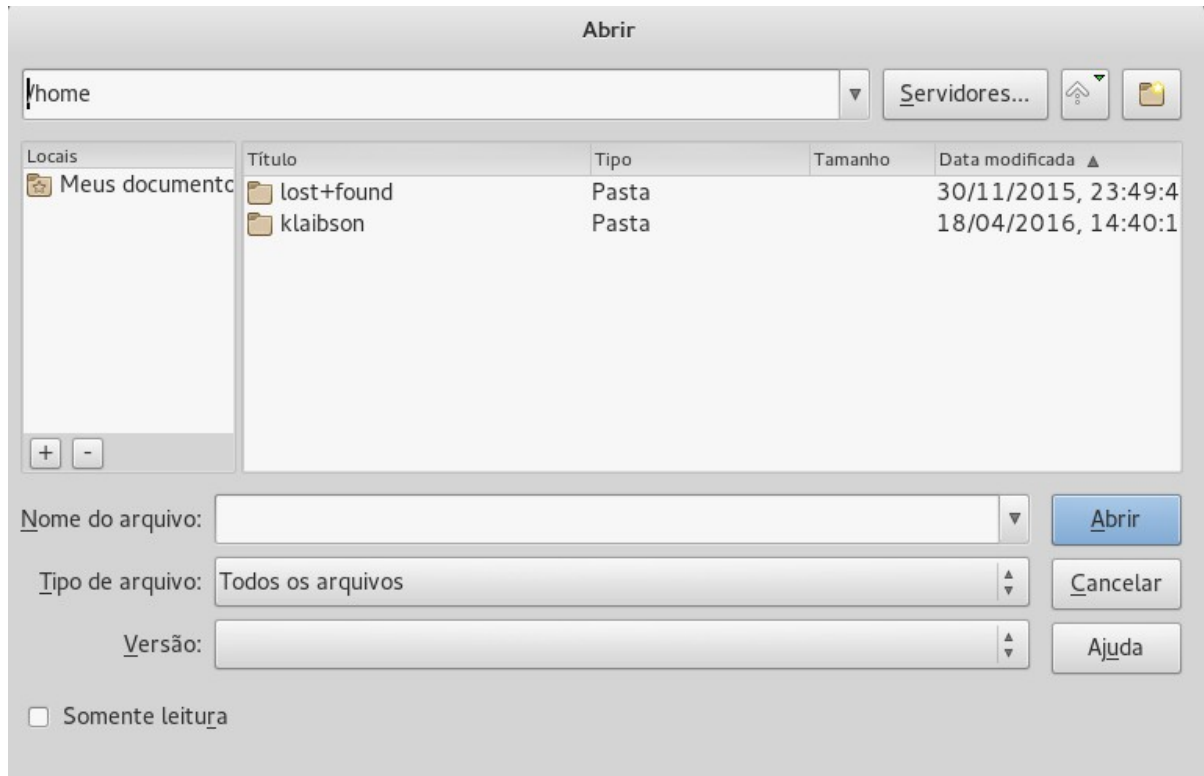 Abrir
/home
Servidores...
Locais
Título Tipo Tamanho Data modificada
Meus documento
lost+found Pasta 30/11/2015, 23:49:4
klaibson Pasta 18/04/2016, 14:40:1
+ -
Nome do arquivo: Abrir
Tipo de arquivo: Todos os arquivos Cancelar
Versão: Ajuda
Somente leitura